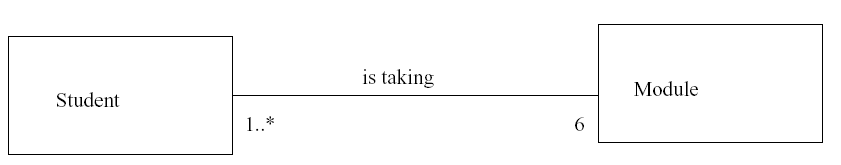 is taking
Student
Module
1..*
6